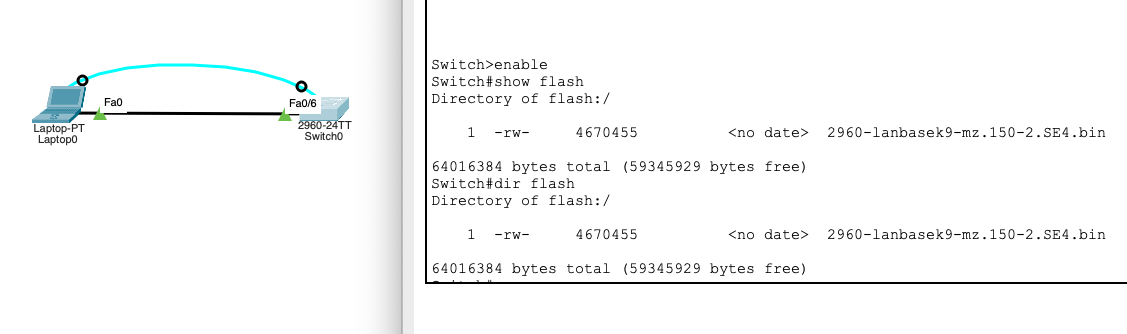 Fa0
Fa0/6
Laptop-PT
Laptop0
2960-24TT
Switch0
Switch>enable
Switch#show flash
Directory of flash:/
1  -rw-     4670455          <no date>  2960-lanbasek9-mz.150-2.SE4.bin
64016384 bytes total (59345929 bytes free)
Switch#dir flash
Directory of flash:/
1  -rw-     4670455          <no date>  2960-lanbasek9-mz.150-2.SE4.bin
64016384 bytes total (59345929 bytes free)